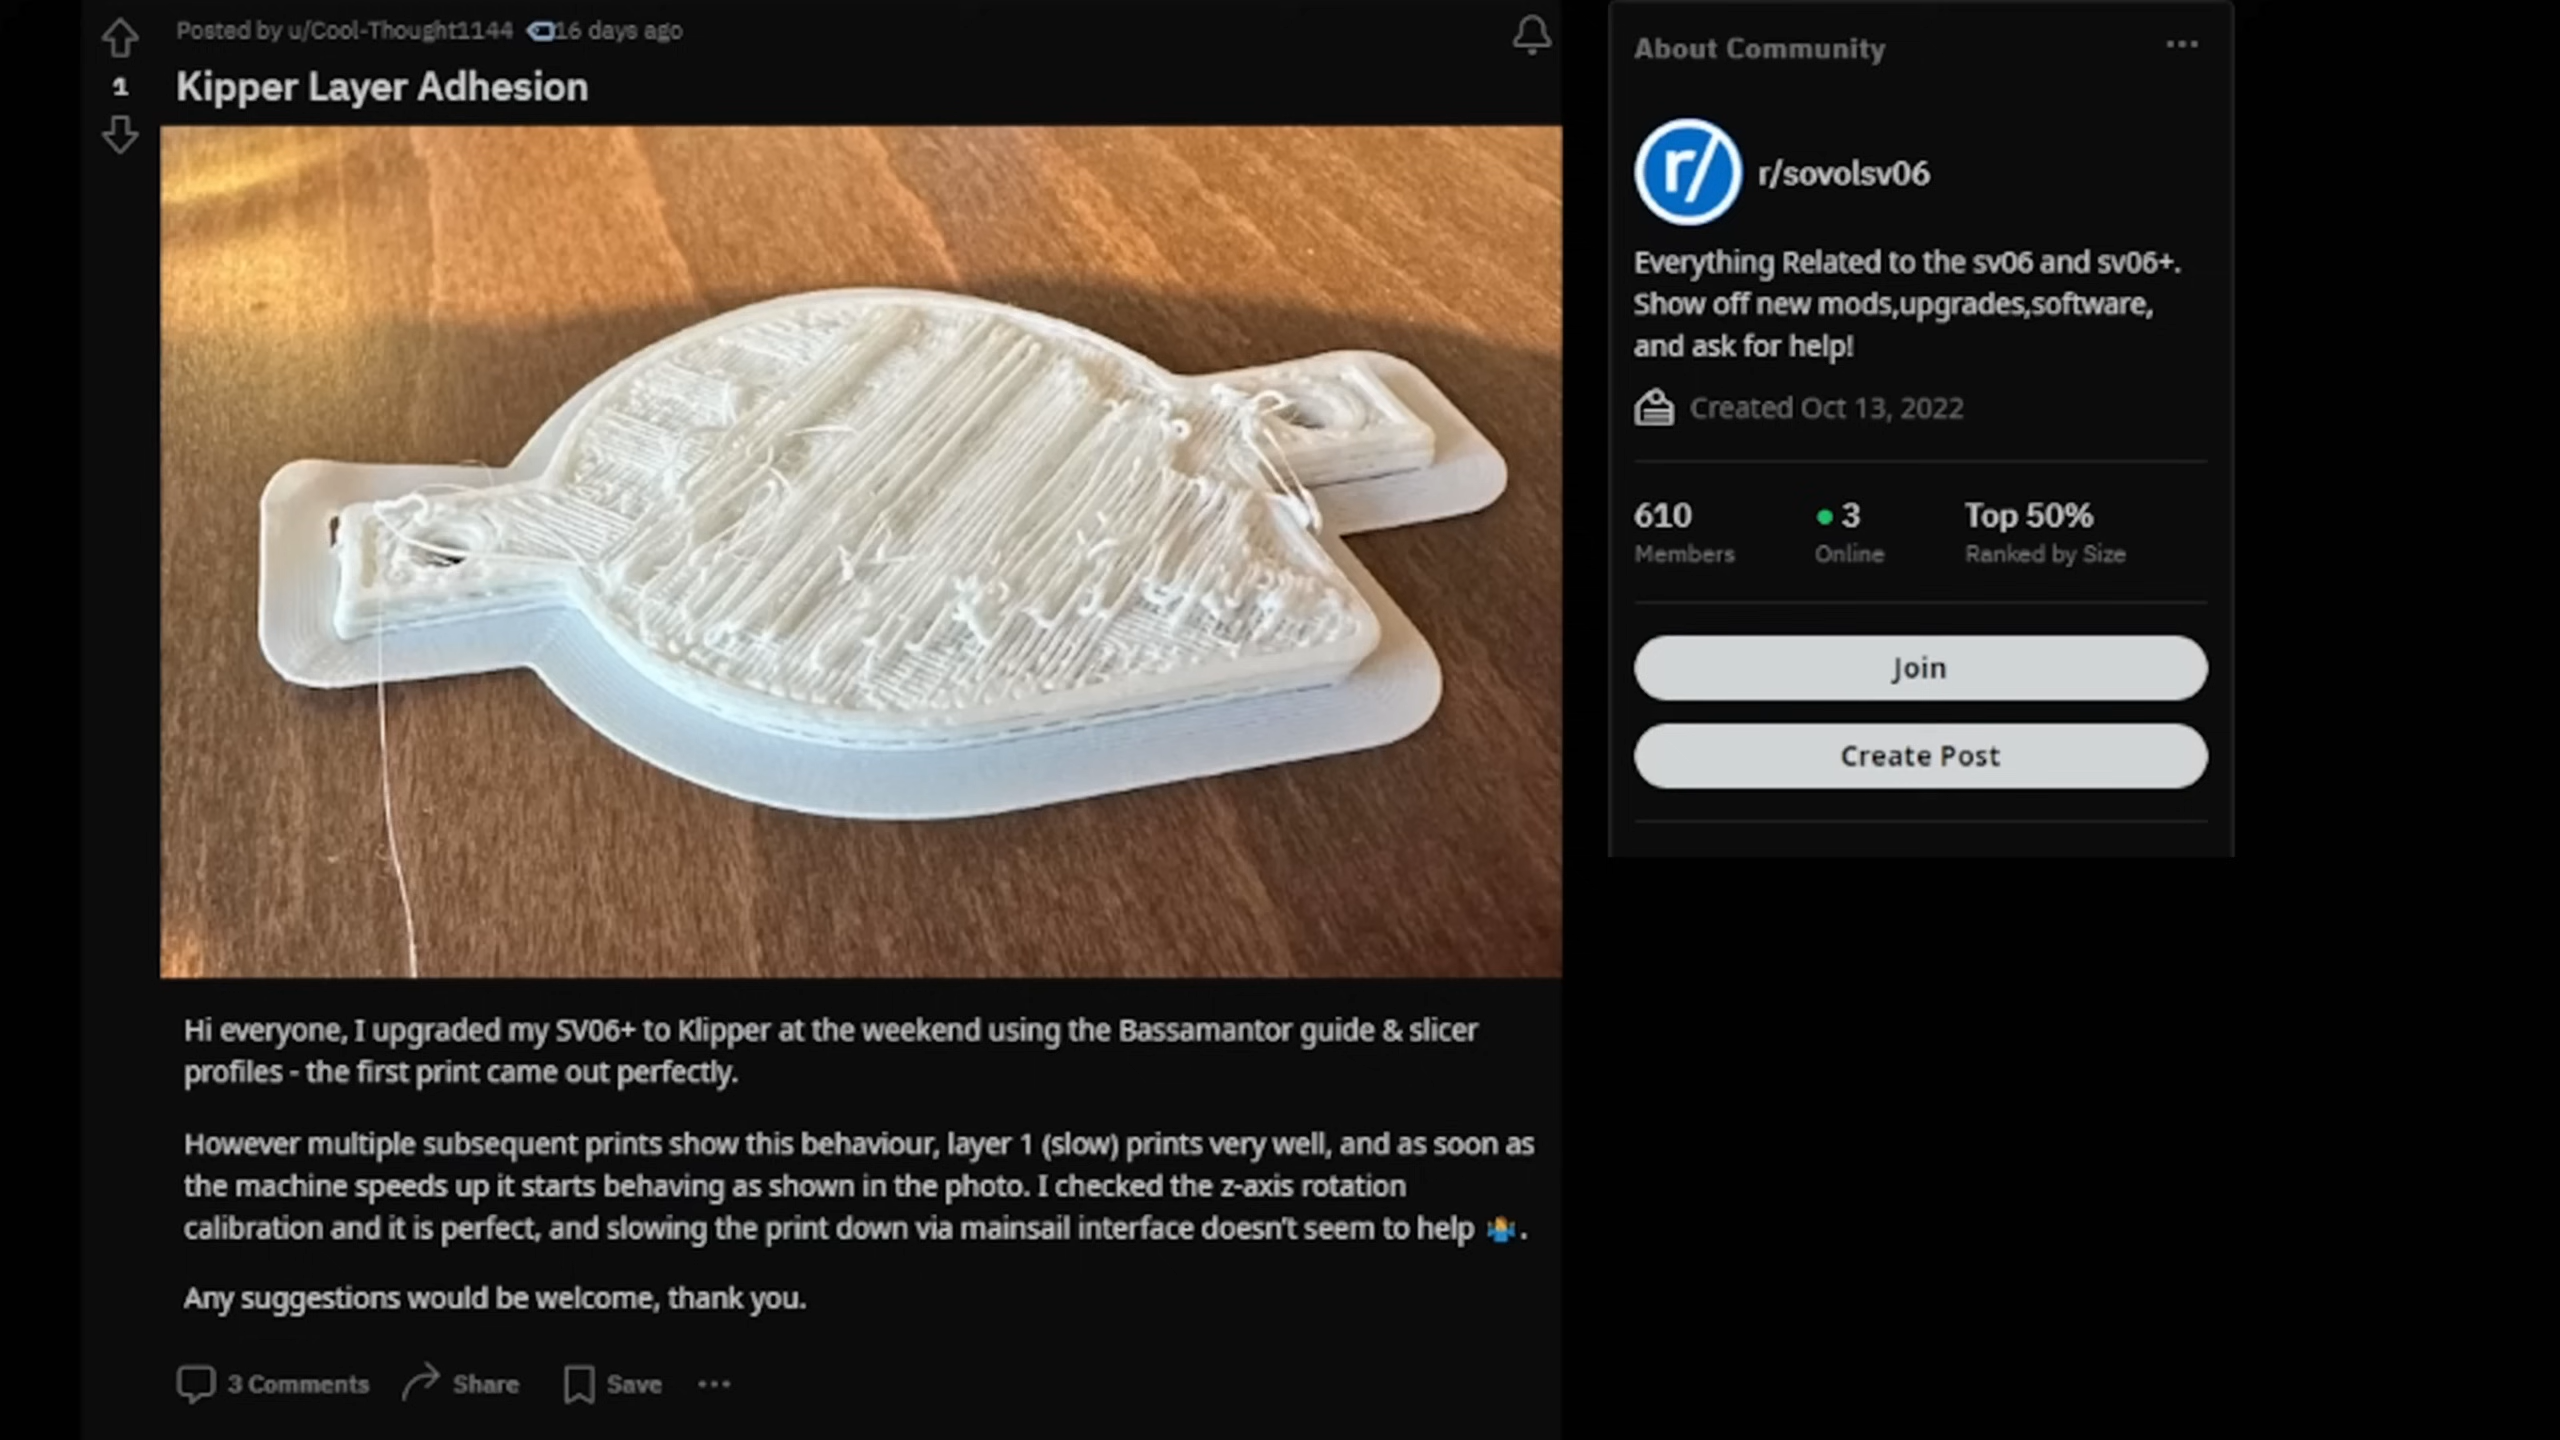 Posted by u/Cool-Thought1144 16 days ago
1
Kipper Layer Adhesion
Hi everyone, I upgraded my SV06+ to Klipper at the weekend using the Bassamantor guide & slicer
profiles - the first print came out perfectly.
However multiple subsequent prints show this behaviour, layer 1 (slow) prints very well, and as soon as
the machine speeds up it starts behaving as shown in the photo. I checked the z-axis rotation
calibration and it is perfect, and slowing the print down via mainsail interface doesn't seem to help 🤷.
Any suggestions would be welcome, thank you.
3 Comments Share Save ...
About Community ...
r/ r/sovolsv06
Everything Related to the sv06 and sv06+.
Show off new mods,upgrades,software,
and ask for help!
Created Oct 13, 2022
610 3 Top 50%
Members Online Ranked by Size
Join
Create Post